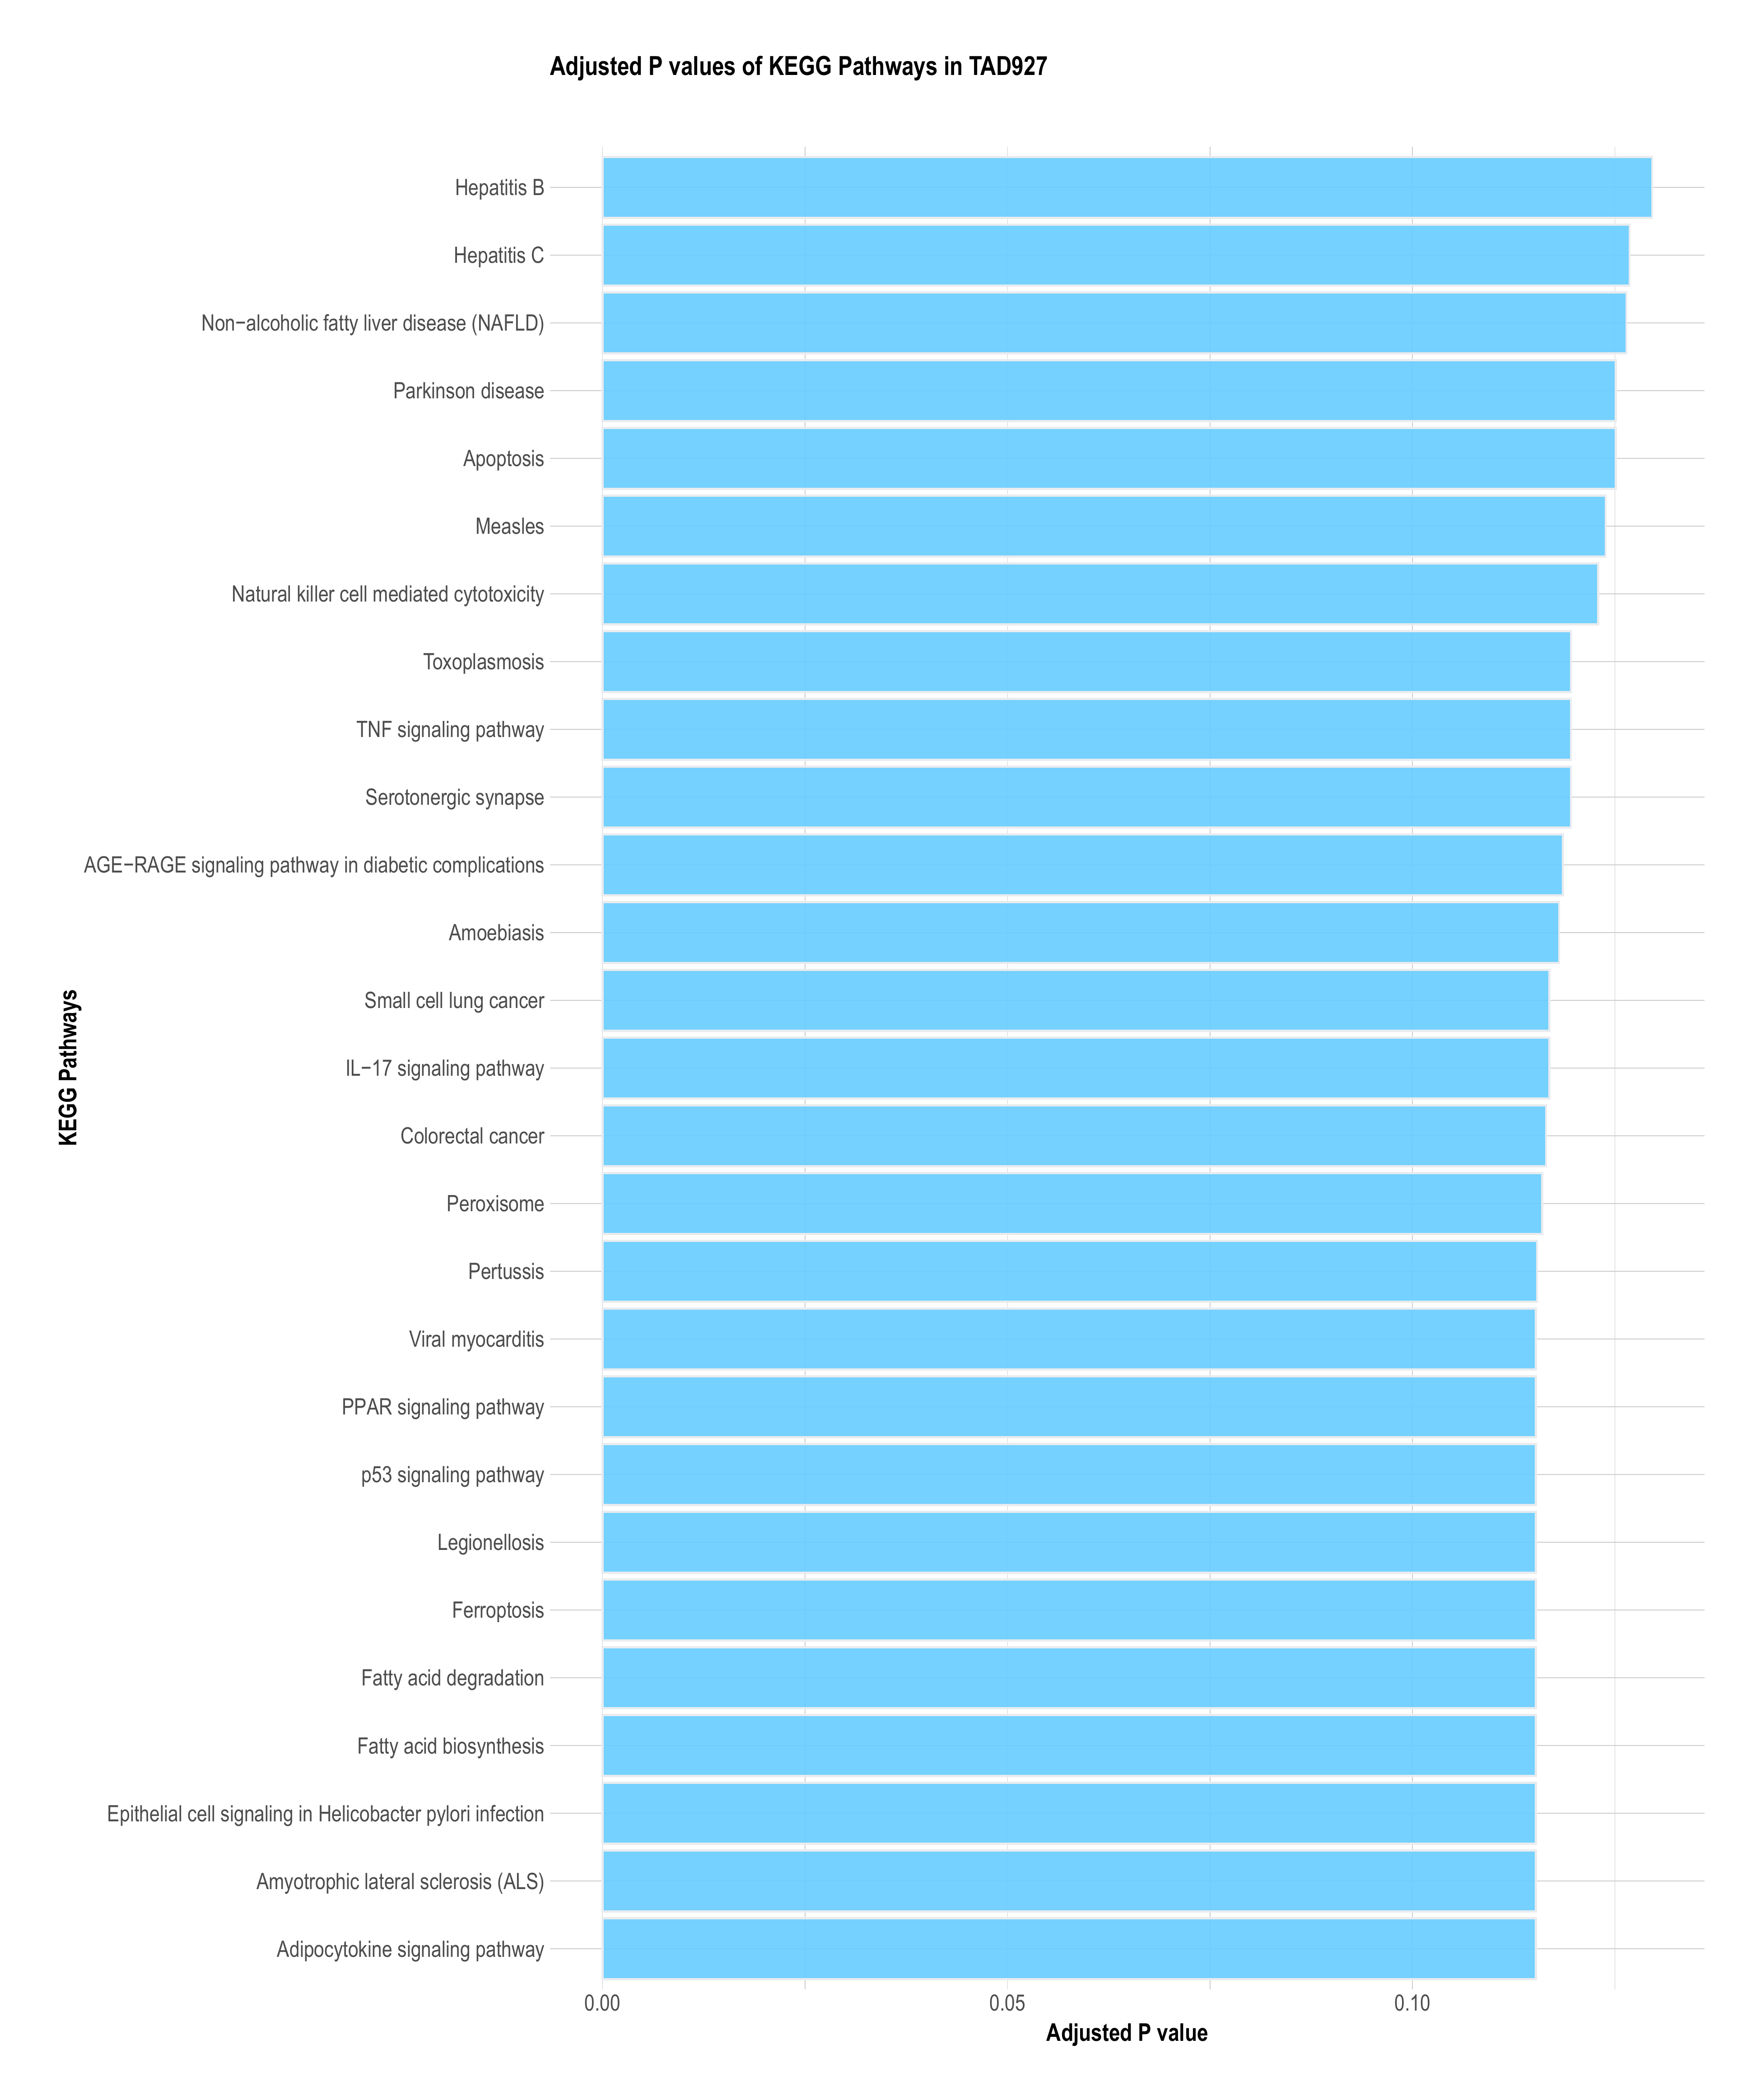 Adjusted P values of KEGG Pathways in TAD927
Hepatitis B
Hepatitis C
Non−alcoholic fatty liver disease (NAFLD)
Parkinson disease
Apoptosis
Measles
Natural killer cell mediated cytotoxicity
Toxoplasmosis
TNF signaling pathway
Serotonergic synapse
AGE−RAGE signaling pathway in diabetic complications
Amoebiasis
Small cell lung cancer
IL−17 signaling pathway
Colorectal cancer
Peroxisome
Pertussis
Viral myocarditis
PPAR signaling pathway
p53 signaling pathway
Legionellosis
Ferroptosis
Fatty acid degradation
Fatty acid biosynthesis
Epithelial cell signaling in Helicobacter pylori infection
Amyotrophic lateral sclerosis (ALS)
Adipocytokine signaling pathway
KEGG Pathways
0.00 0.05 0.10
Adjusted P value